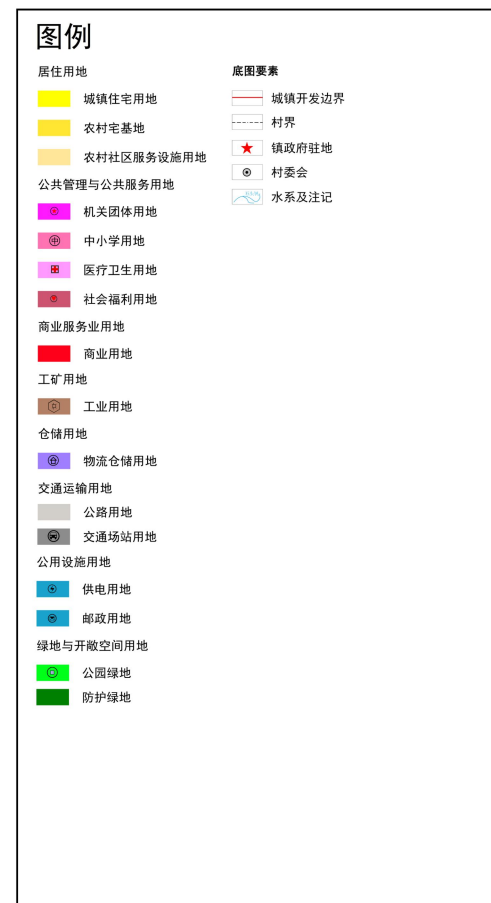 图例
居住用地
城镇住宅用地
农村宅基地
农村社区服务设施用地
公共管理与公共服务用地
机关团体用地
中小学用地
医疗卫生用地
社会福利用地
商业服务业用地
商业用地
工矿用地
工业用地
仓储用地
物流仓储用地
交通运输用地
公路用地
交通场站用地
公用设施用地
供电用地
邮政用地
绿地与开敞空间用地
公园绿地
防护绿地
底图要素
城镇开发边界
村界
镇政府驻地
村委会
水系及注记